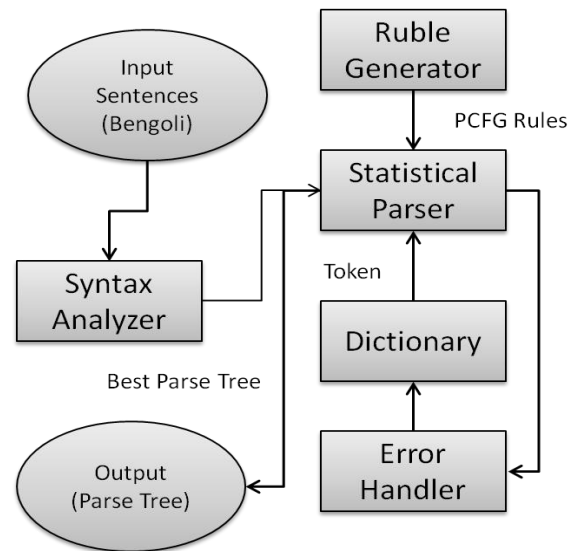 Input
Sentences
(Bengoli)
Ruble
Generator
PCFG Rules
Statistical
Parser
Syntax
Analyzer
Token
Dictionary
Best Parse Tree
Output
(Parse Tree)
Error
Handler